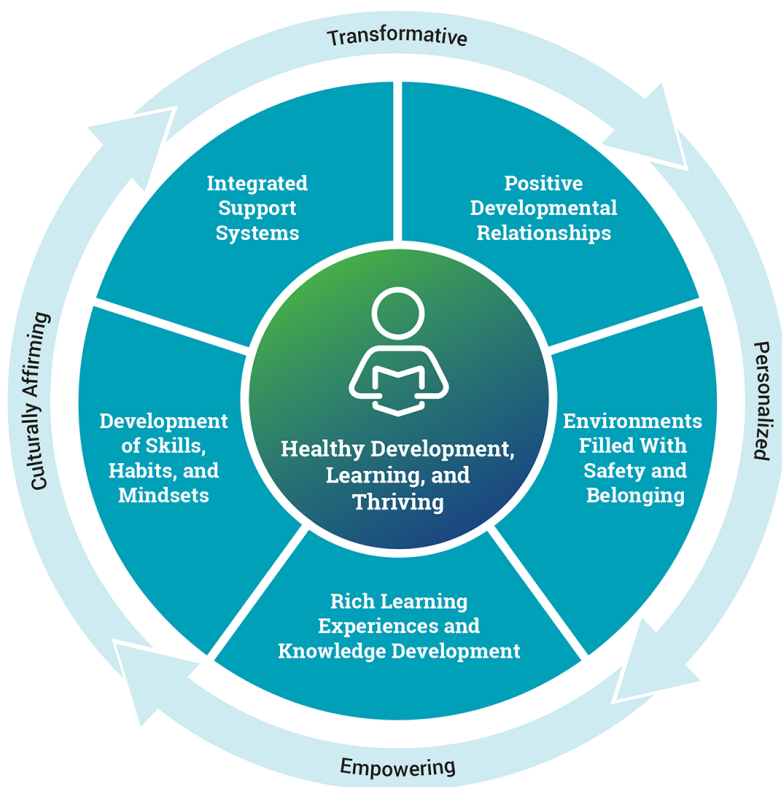 Transformative
Integrated
Support
Systems
Positive
Developmental
Relationships
Culturally Affirming
Personalized
Development
of Skills,
Habits, and
Mindsets
Healthy Development,
Learning, and
Thriving
Environments
Filled With
Safety and
Belonging
Rich Learning
Experiences and
Knowledge Development
Empowering